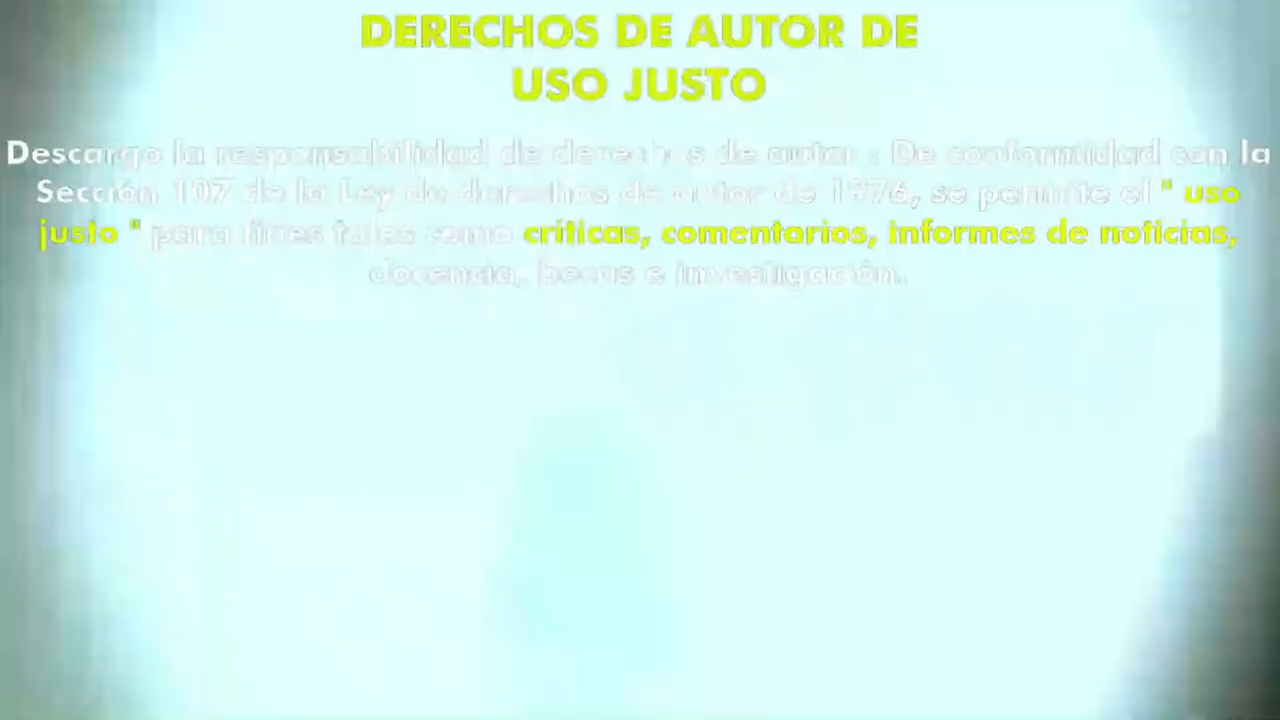 DERECHOS DE AUTOR DE
USO JUSTO
Descargo la responsabilidad de derechos de autor : De conformidad con la
Sección 107 de la Ley de derechos de autor de 1976, se permite el " uso
justo " para fines tales como críticas, comentarios, informes de noticias,
docencia, becas e investigación.